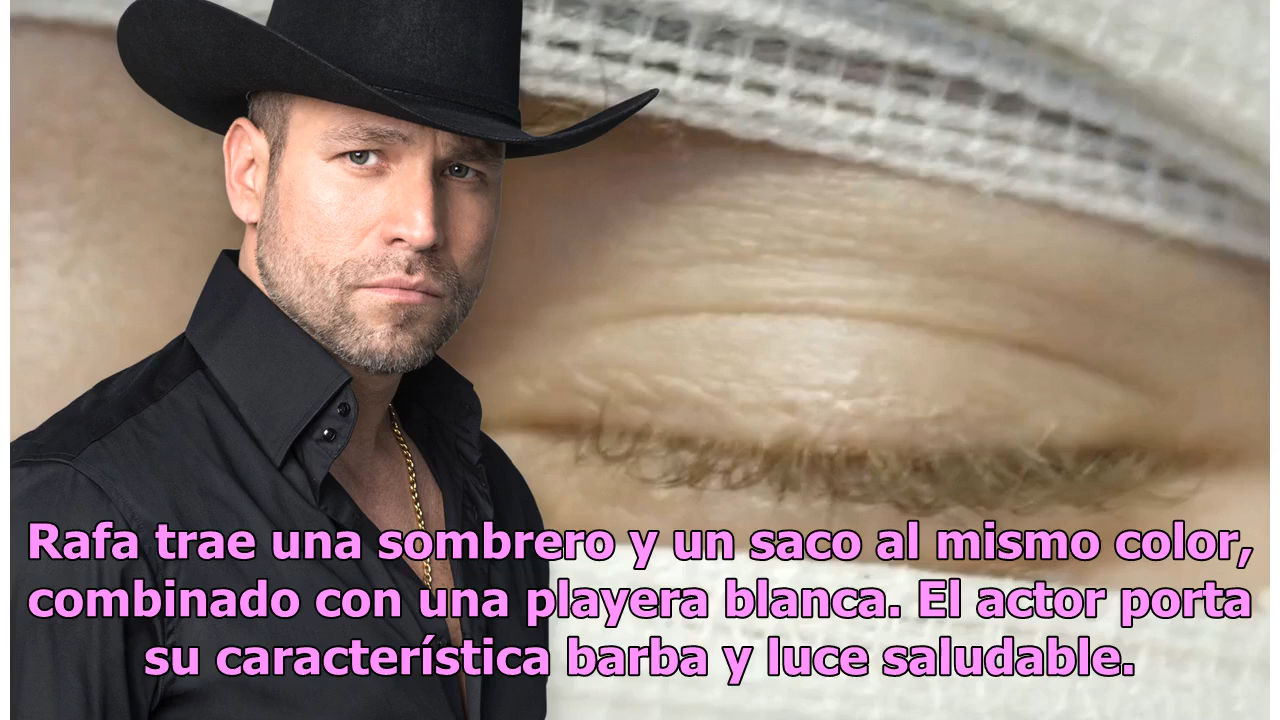 Rafa trae una sombrero y un saco al mismo color,
combinado con una playera blanca. El actor porta
su característica barba y luce saludable.